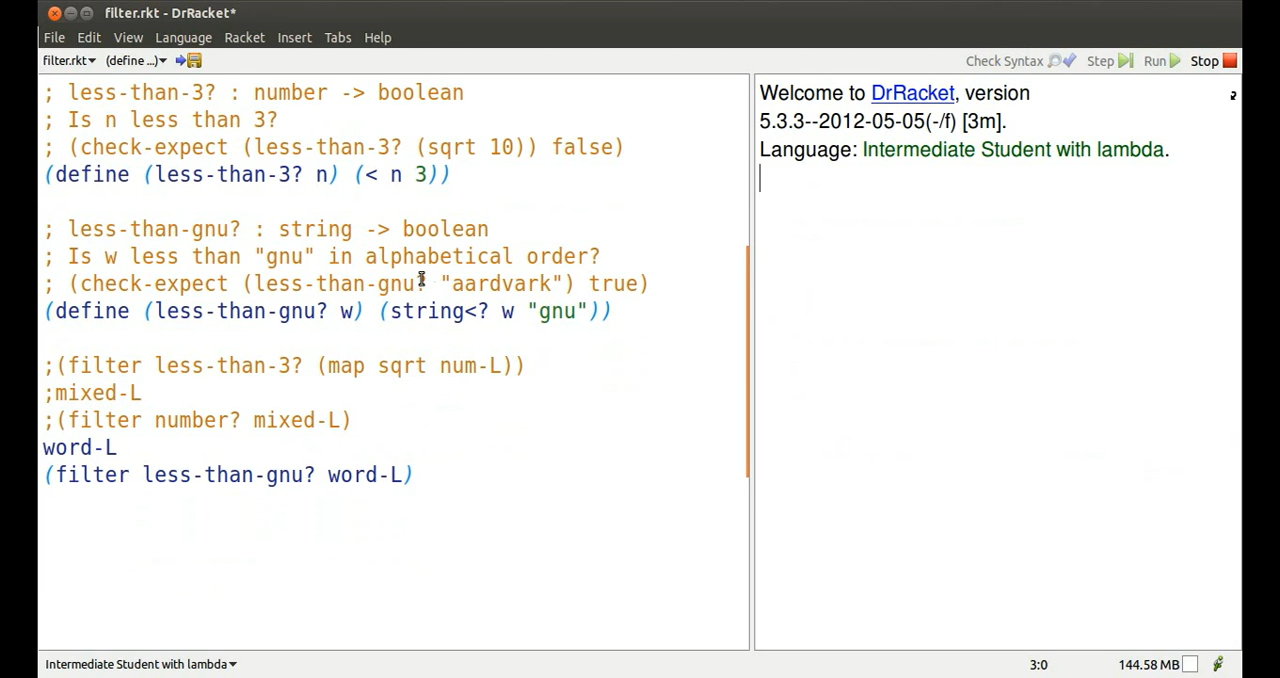 filter.rkt - DrRacket*
File Edit View Language Racket Insert Tabs Help
filter.rkt▾ (define ...)▾ Check Syntax Step Run Stop
; less-than-3? : number -> boolean
; Is n less than 3?
; (check-expect (less-than-3? (sqrt 10)) false)
(define (less-than-3? n) (< n 3))
; less-than-gnu? : string -> boolean
; Is w less than "gnu" in alphabetical order?
; (check-expect (less-than-gnu? "aardvark") true)
(define (less-than-gnu? w) (string<? w "gnu"))
;(filter less-than-3? (map sqrt num-L))
;mixed-L
;(filter number? mixed-L)
word-L
(filter less-than-gnu? word-L)
Welcome to DrRacket, version
5.3.3--2012-05-05(-/f) [3m].
Language: Intermediate Student with lambda.
2
Intermediate Student with lambda▾ 3:0 144.58 MB